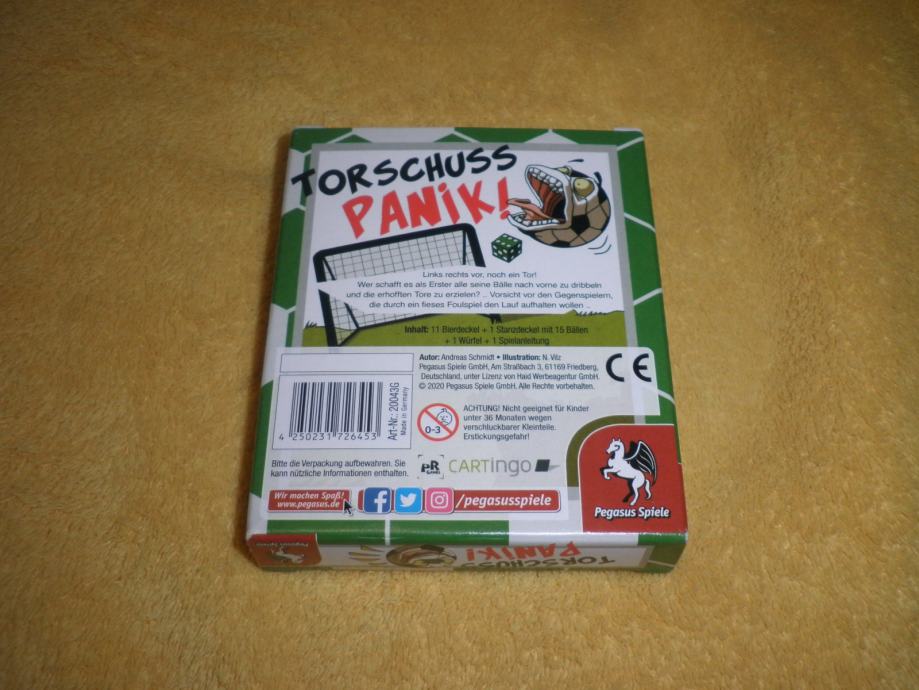 TORSCHUSS
PANIK!
Links rechts vor, noch ein Tor!
Wer schafft es als Erster alle seine Bälle nach vorne zu dribbeln
und die erhofften Tore zu erzielen? .. Vorsicht vor den Gegenspielern,
die durch ein fieses Foulspiel den Lauf aufhalten wollen ..
Inhalt: 11 Bierdeckel + 1 Stanzdeckel mit 15 Bällen
+ 1 Würfel + 1 Spielanleitung
Autor: Andreas Schmidt • Illustration: N. Vilz
Pegasus Spiele GmbH, Am Straßbach 3, 61169 Friedberg,
Deutschland, unter Lizenz von Haid Werbeagentur GmbH.
© 2020 Pegasus Spiele GmbH. Alle Rechte vorbehalten.
CE
4 250231 726453
Art-Nr.: 20043G
Made in Germany
0-3
ACHTUNG! Nicht geeignet für Kinder
unter 36 Monaten wegen
verschluckbarer Kleinteile.
Erstickungsgefahr!
Bitte die Verpackung aufbewahren. Sie
kann nützliche Informationen enthalten.
PR
GAMES
CARTingo
Wir machen Spaß!
www.pegasus.de
/pegasusspiele
Pegasus Spiele
Pegasus Spiele
TORSCHUSS
PANIK!